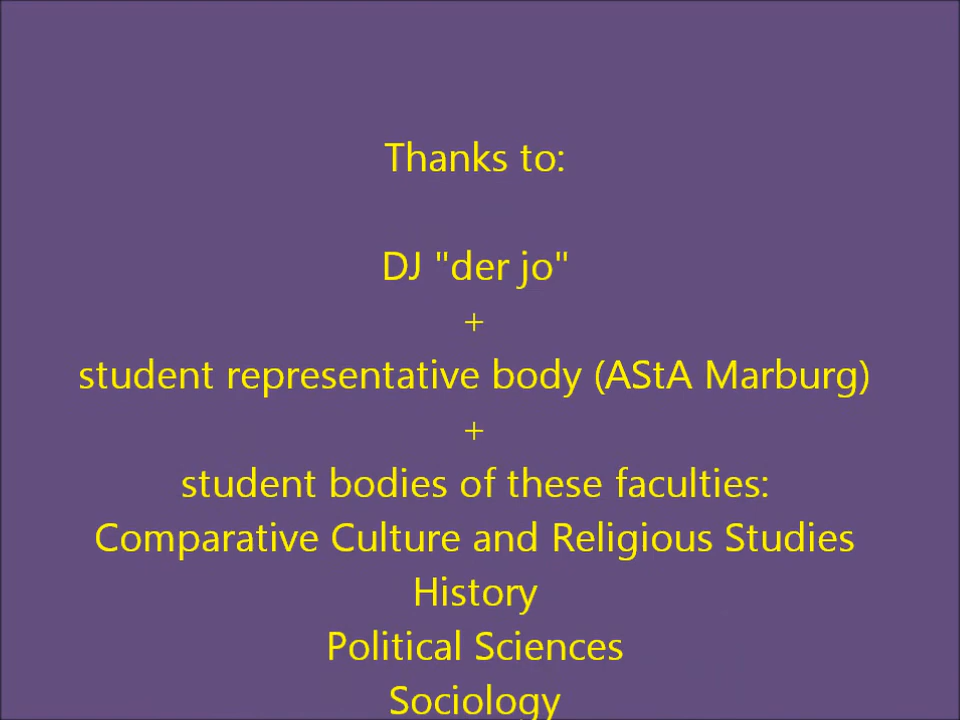 Thanks to:
DJ "der jo"
+
student representative body (AStA Marburg)
+
student bodies of these faculties:
Comparative Culture and Religious Studies
History
Political Sciences
Sociology